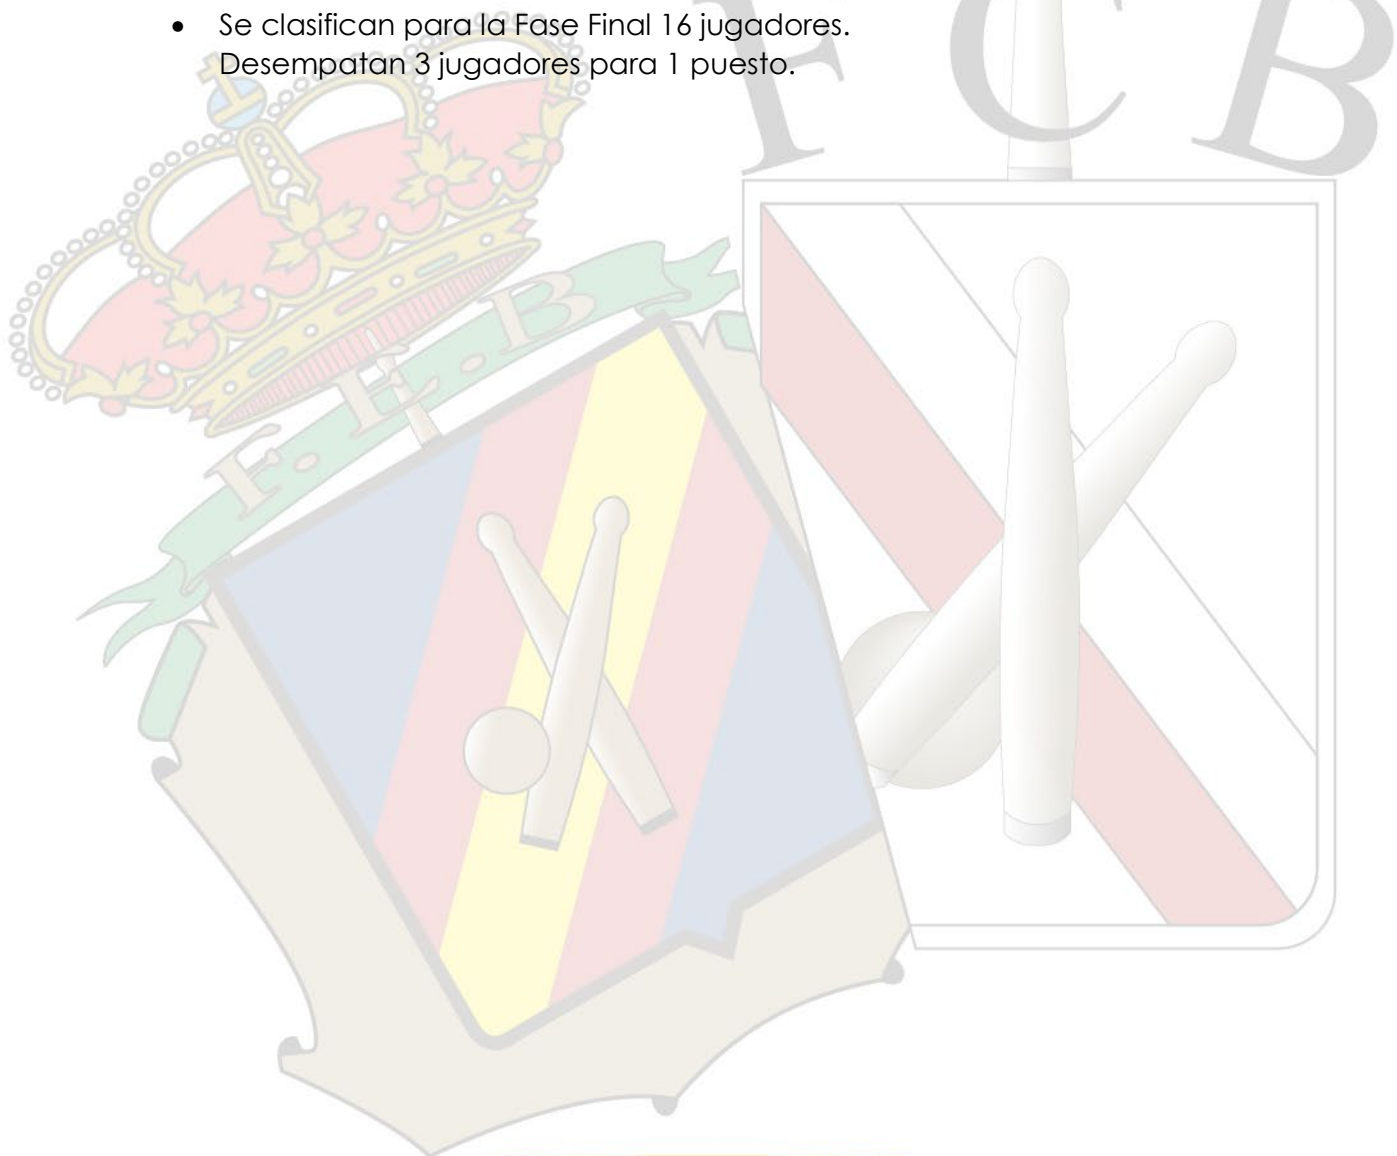 F C B
• Se clasifican para la Fase Final 16 jugadores.
Desempatan 3 jugadores para 1 puesto.
F. E. B